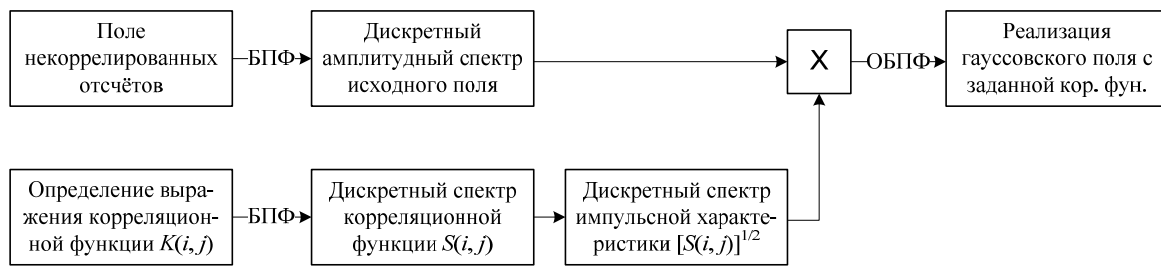 Поле
некоррелированных
отсчётов
БПФ
Дискретный
амплитудный спектр
исходного поля
X
ОБПФ
Реализация
гауссовского поля с
заданной кор. фун.
Определение выра-
жения корреляцион-
ной функции K(i, j)
БПФ
Дискретный спектр
корреляционной
функции S(i, j)
Дискретный спектр
импульсной характе-
ристики [S(i, j)]^1/2